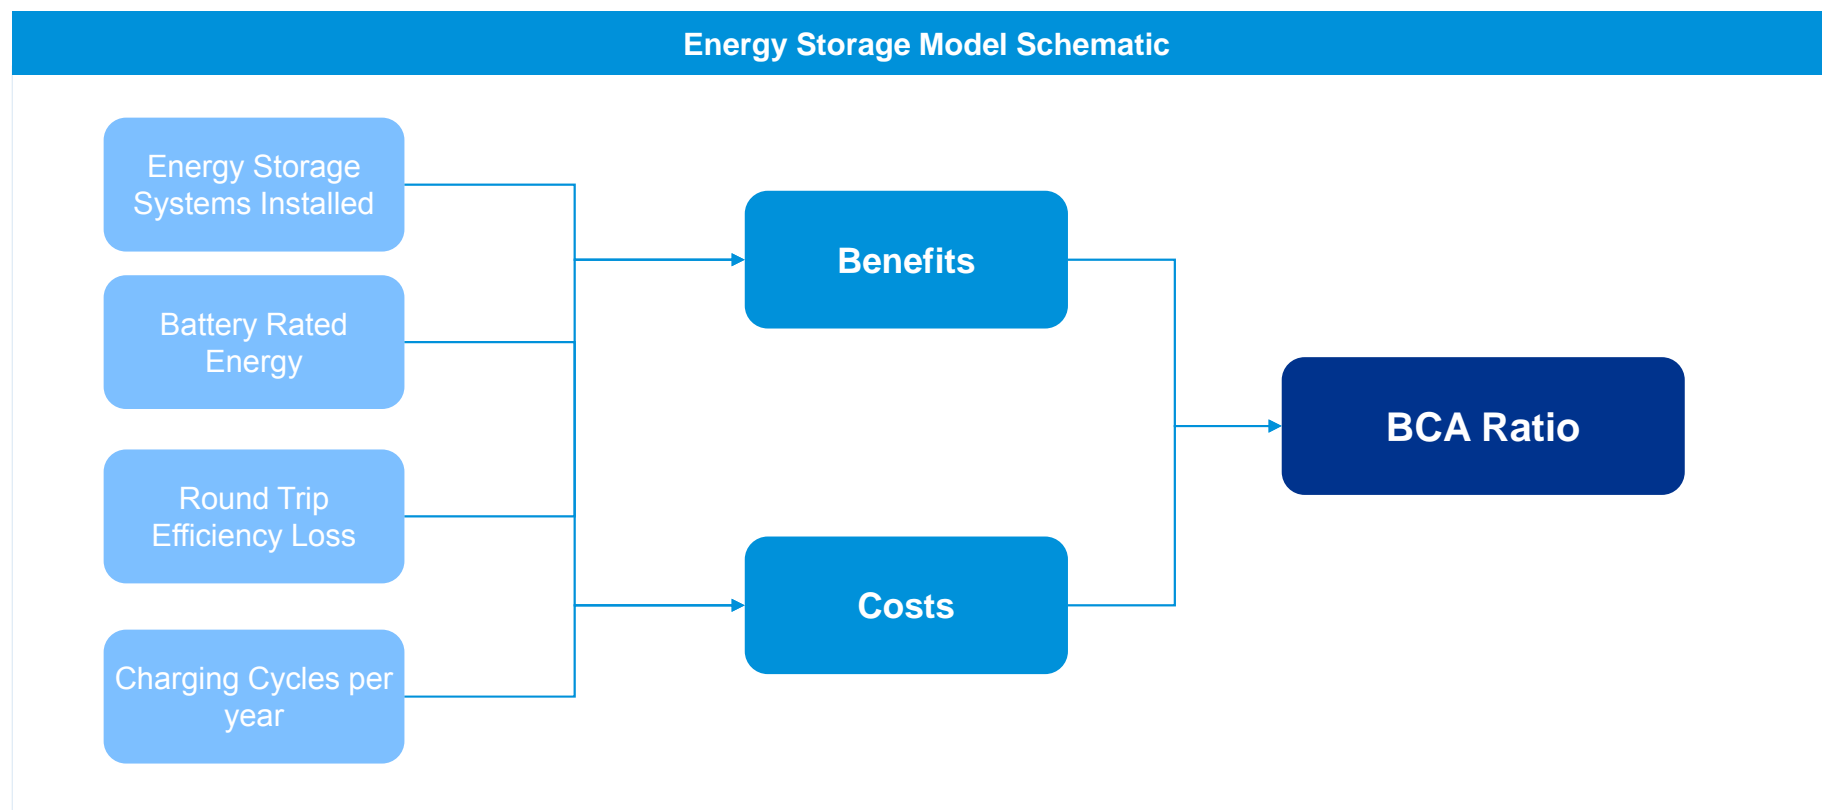 Energy Storage Model Schematic
Energy Storage
Systems Installed
Battery Rated
Energy
Round Trip
Efficiency Loss
Charging Cycles per
year
Benefits
Costs
BCA Ratio